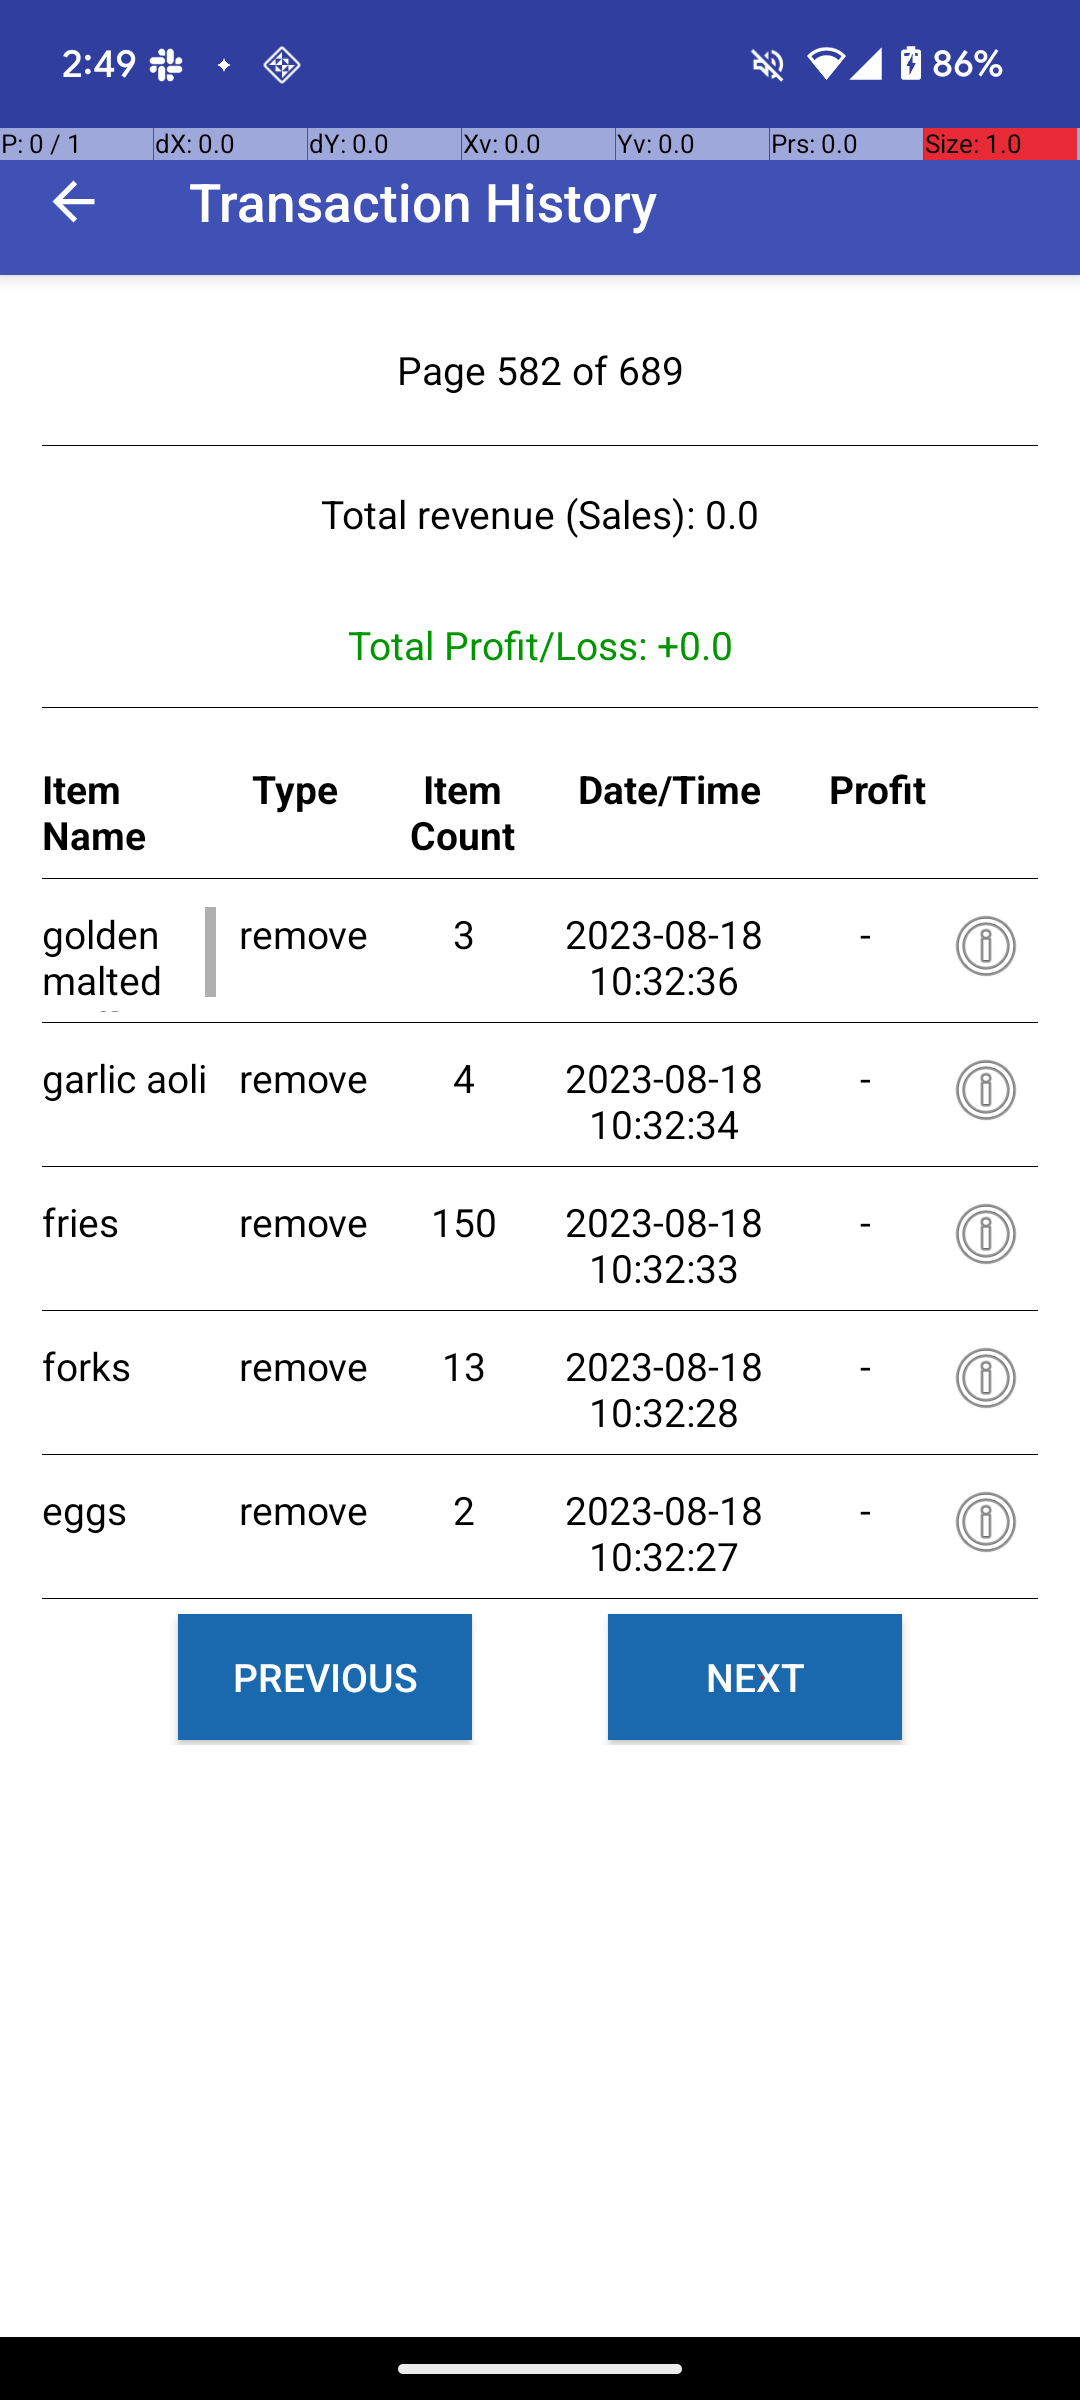 2:49 86%
P: 0 / 1 dX: 0.0 dY: 0.0 Xv: 0.0 Yv: 0.0 Prs: 0.0 Size: 1.0
Transaction History
Page 582 of 689
Total revenue (Sales): 0.0
Total Profit/Loss: +0.0
Item Type Item Date/Time Profit
Name Count
golden remove 3 2023-08-18 -
malted 10:32:36
garlic aoli remove 4 2023-08-18 -
10:32:34
fries remove 150 2023-08-18 -
10:32:33
forks remove 13 2023-08-18 -
10:32:28
eggs remove 2 2023-08-18 -
10:32:27
PREVIOUS NEXT